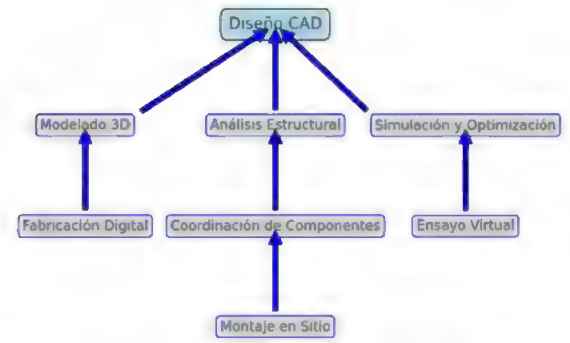 Diseño CAD
Modelado 3D
Análisis Estructural
Simulación y Optimización
Fabricación Digital
Coordinación de Componentes
Ensayo Virtual
Montaje en Sitio